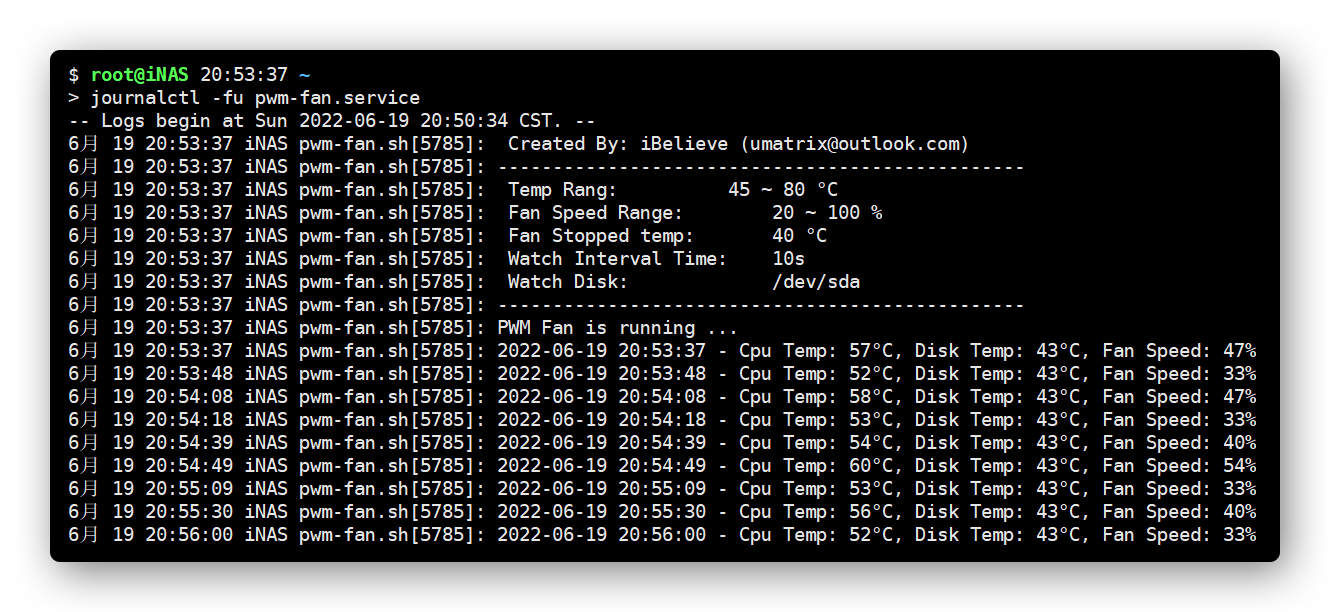 $ root@iNAS 20:53:37 ~
> journalctl -fu pwm-fan.service
-- Logs begin at Sun 2022-06-19 20:50:34 CST. --
6月 19 20:53:37 iNAS pwm-fan.sh[5785]:  Created By: iBelieve (umatrix@outlook.com)
6月 19 20:53:37 iNAS pwm-fan.sh[5785]: ------------------------------------------------
6月 19 20:53:37 iNAS pwm-fan.sh[5785]:  Temp Rang:          45 ~ 80 °C
6月 19 20:53:37 iNAS pwm-fan.sh[5785]:  Fan Speed Range:        20 ~ 100 %
6月 19 20:53:37 iNAS pwm-fan.sh[5785]:  Fan Stopped temp:       40 °C
6月 19 20:53:37 iNAS pwm-fan.sh[5785]:  Watch Interval Time:    10s
6月 19 20:53:37 iNAS pwm-fan.sh[5785]:  Watch Disk:             /dev/sda
6月 19 20:53:37 iNAS pwm-fan.sh[5785]: ------------------------------------------------
6月 19 20:53:37 iNAS pwm-fan.sh[5785]: PWM Fan is running ...
6月 19 20:53:37 iNAS pwm-fan.sh[5785]: 2022-06-19 20:53:37 - Cpu Temp: 57°C, Disk Temp: 43°C, Fan Speed: 47%
6月 19 20:53:48 iNAS pwm-fan.sh[5785]: 2022-06-19 20:53:48 - Cpu Temp: 52°C, Disk Temp: 43°C, Fan Speed: 33%
6月 19 20:54:08 iNAS pwm-fan.sh[5785]: 2022-06-19 20:54:08 - Cpu Temp: 58°C, Disk Temp: 43°C, Fan Speed: 47%
6月 19 20:54:18 iNAS pwm-fan.sh[5785]: 2022-06-19 20:54:18 - Cpu Temp: 53°C, Disk Temp: 43°C, Fan Speed: 33%
6月 19 20:54:39 iNAS pwm-fan.sh[5785]: 2022-06-19 20:54:39 - Cpu Temp: 54°C, Disk Temp: 43°C, Fan Speed: 40%
6月 19 20:54:49 iNAS pwm-fan.sh[5785]: 2022-06-19 20:54:49 - Cpu Temp: 60°C, Disk Temp: 43°C, Fan Speed: 54%
6月 19 20:55:09 iNAS pwm-fan.sh[5785]: 2022-06-19 20:55:09 - Cpu Temp: 53°C, Disk Temp: 43°C, Fan Speed: 33%
6月 19 20:55:30 iNAS pwm-fan.sh[5785]: 2022-06-19 20:55:30 - Cpu Temp: 56°C, Disk Temp: 43°C, Fan Speed: 40%
6月 19 20:56:00 iNAS pwm-fan.sh[5785]: 2022-06-19 20:56:00 - Cpu Temp: 52°C, Disk Temp: 43°C, Fan Speed: 33%